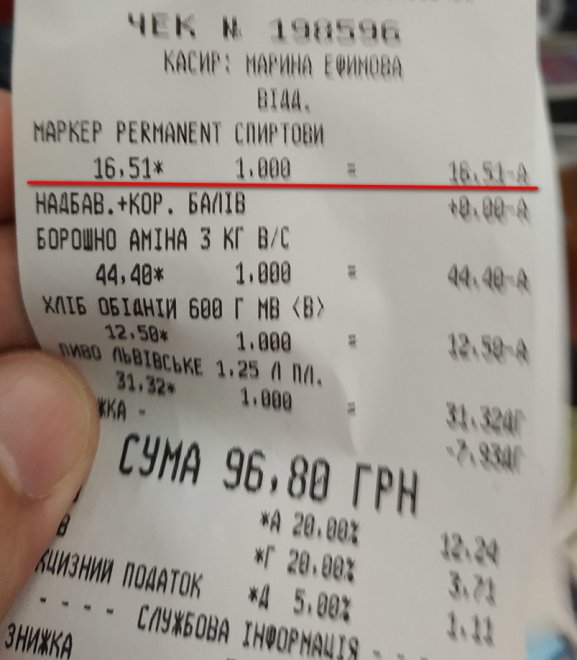 ЧЕК № 198596
КАСИР: МАРИНА ЕФИМОВА
ВІДД.
МАРКЕР PERMANENT СПИРТОВИ
16.51* 1.000 = 16.51-А
НАДБАВ.+КОР. БАЛІВ +0.00-А
БОРОШНО АМІНА 3 КГ В/С
44.40* 1.000 = 44.40-А
ХЛІБ ОБІДНІЙ 600 Г МВ <В>
12.50* 1.000 = 12.50-А
ПИВО ЛЬВІВСЬКЕ 1.25 Л ПЛ.
31.32* 1.000 = 31.32АГ
ЖКА - -7.93АГ
СУМА 96.80 ГРН
*А 20.00% 12.24
В *Г 20.00% 3.71
КЦИЗНИЙ ПОДАТОК *Д 5.00% 1.11
- - - - СЛУЖБОВА ІНФОРМАЦІЯ - - -
ЗНИЖКА